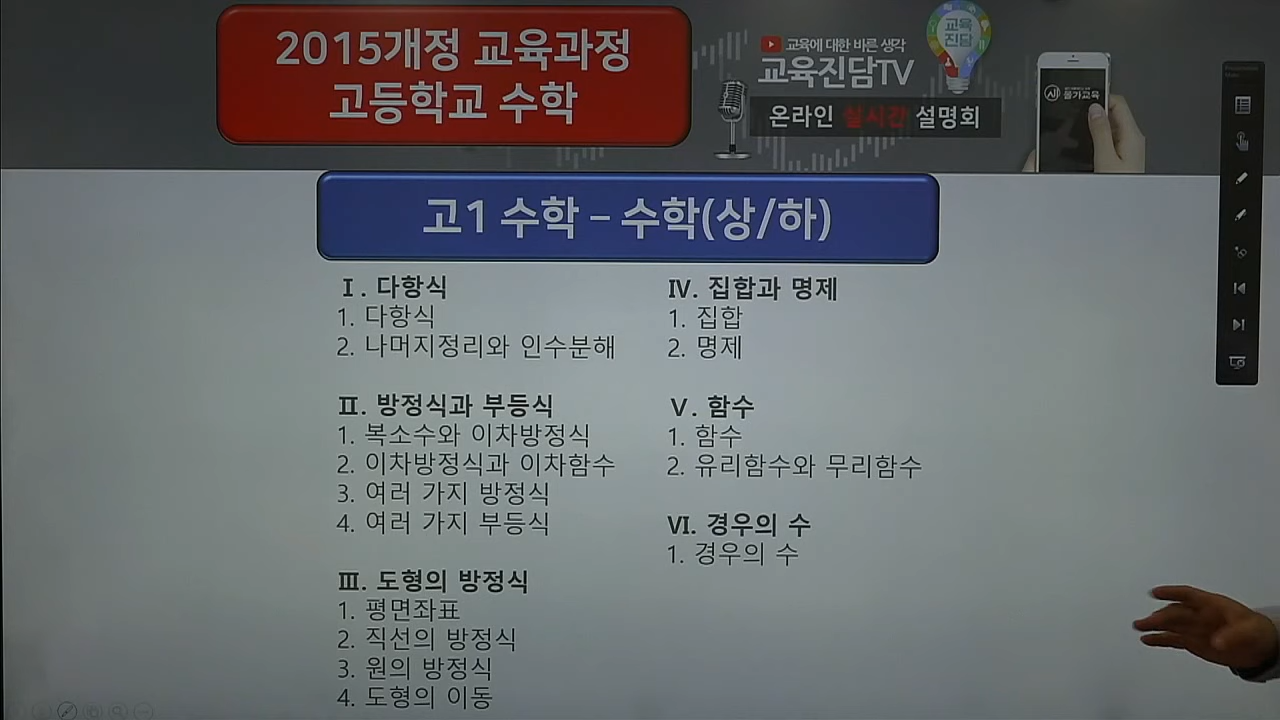 2015개정 교육과정
고등학교 수학
교육에 대한 바른 생각
교육진담TV
교육
진담
온라인 실시간 설명회
물가교육
고1 수학 – 수학(상/하)
Ⅰ. 다항식
1. 다항식
2. 나머지정리와 인수분해
Ⅱ. 방정식과 부등식
1. 복소수와 이차방정식
2. 이차방정식과 이차함수
3. 여러 가지 방정식
4. 여러 가지 부등식
Ⅲ. 도형의 방정식
1. 평면좌표
2. 직선의 방정식
3. 원의 방정식
4. 도형의 이동
Ⅳ. 집합과 명제
1. 집합
2. 명제
Ⅴ. 함수
1. 함수
2. 유리함수와 무리함수
Ⅵ. 경우의 수
1. 경우의 수